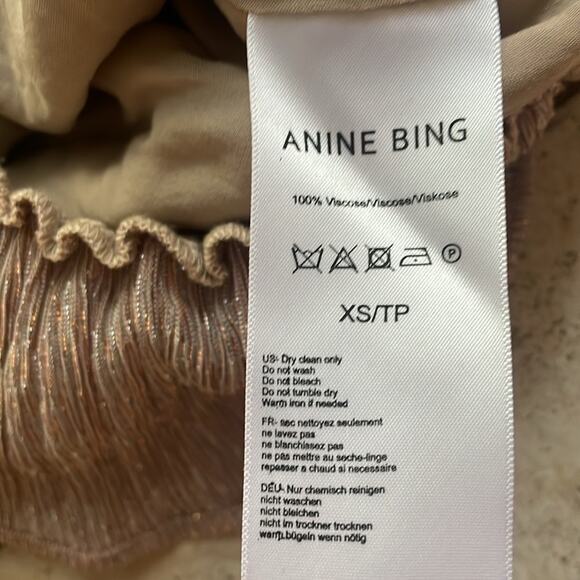 ANINE BING
100% Viscose/Viscose/Viskose
P
XS/TP
US- Dry clean only
Do not wash
Do not bleach
Do not tumble dry
Warm iron if needed
FR- sec nettoyez seulement
ne lavez pas
ne blanchissez pas
ne pas mettre au seche-linge
repasser a chaud si necessaire
DEU- Nur chemisch reinigen
nicht waschen
nicht bleichen
nicht im trockner trocknen
warm.bügeln wenn nötig